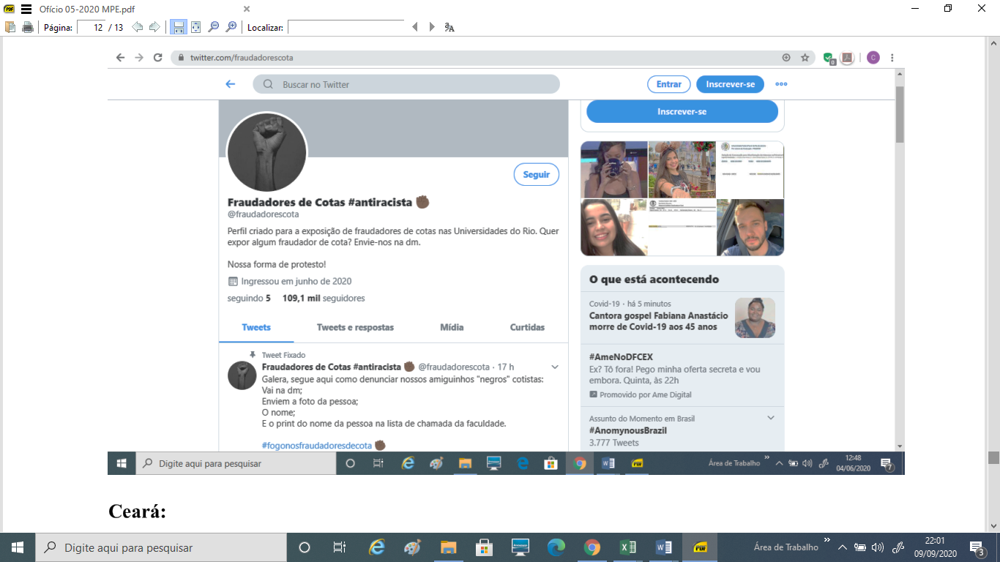 Ofício 05-2020 MPE.pdf
Página: 12 / 13
Localizar:
twitter.com/fraudadorescota
C
Buscar no Twitter
Entrar
Inscrever-se
Inscrever-se
Seguir
Fraudadores de Cotas #antiracista ✊🏾
@fraudadorescota
Perfil criado para a exposição de fraudadores de cotas nas Universidades do Rio. Quer
expor algum fraudador de cota? Envie-nos na dm.
Nossa forma de protesto!
Ingressou em junho de 2020
seguindo 5 109,1 mil seguidores
Tweets
Tweets e respostas
Mídia
Curtidas
Tweet Fixado
Fraudadores de Cotas #antiracista ✊🏾 @fraudadorescota · 17 h
Galera, segue aqui como denunciar nossos amiguinhos "negros" cotistas:
Vai na dm;
Enviem a foto da pessoa;
O nome;
E o print do nome da pessoa na lista de chamada da faculdade.
#fogonosfraudadoresdecota ✊🏾
O que está acontecendo
Covid-19 · há 5 minutos
Cantora gospel Fabiana Anastácio
morre de Covid-19 aos 45 anos
#AmeNoDFCEX
Ex? Tô fora! Pego minha oferta secreta e vou
embora. Quinta, às 22h
Promovido por Ame Digital
Assunto do Momento em Brasil
#AnomynousBrazil
3.777 Tweets
Digite aqui para pesquisar
Área de Trabalho
12:48
04/06/2020
7
Ceará:
Digite aqui para pesquisar
Área de Trabalho
22:01
09/09/2020
3